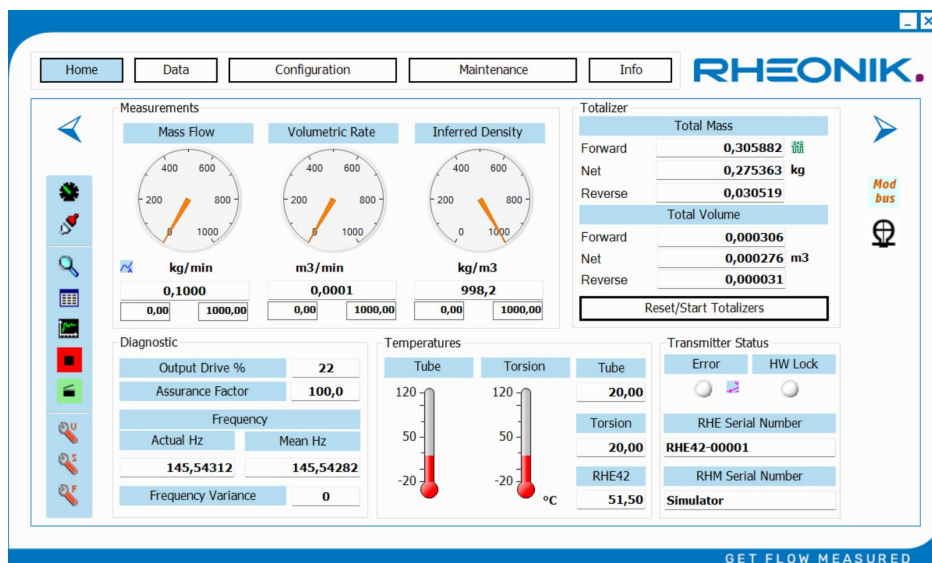 Home Data Configuration Maintenance Info
RHEONIK.
Measurements
Mass Flow Volumetric Rate Inferred Density
0 200 400 600 800 1000
0 200 400 600 800 1000
0 200 400 600 800 1000
kg/min m3/min kg/m3
0,1000 0,0001 998,2
0,00 1000,00 0,00 1000,00 0,00 1000,00
Totalizer
Total Mass
Forward 0,305882
Net 0,275363 kg
Reverse 0,030519
Total Volume
Forward 0,000306
Net 0,000276 m3
Reverse 0,000031
Reset/Start Totalizers
Mod
bus
U
S
F
Diagnostic
Output Drive % 22
Assurance Factor 100,0
Frequency
Actual Hz Mean Hz
145,54312 145,54282
Frequency Variance 0
Temperatures
Tube Torsion
120 120
50 50
-20 -20
ºC
Tube
20,00
Torsion
20,00
RHE42
51,50
Transmitter Status
Error HW Lock
RHE Serial Number
RHE42-00001
RHM Serial Number
Simulator
GET FLOW MEASURED